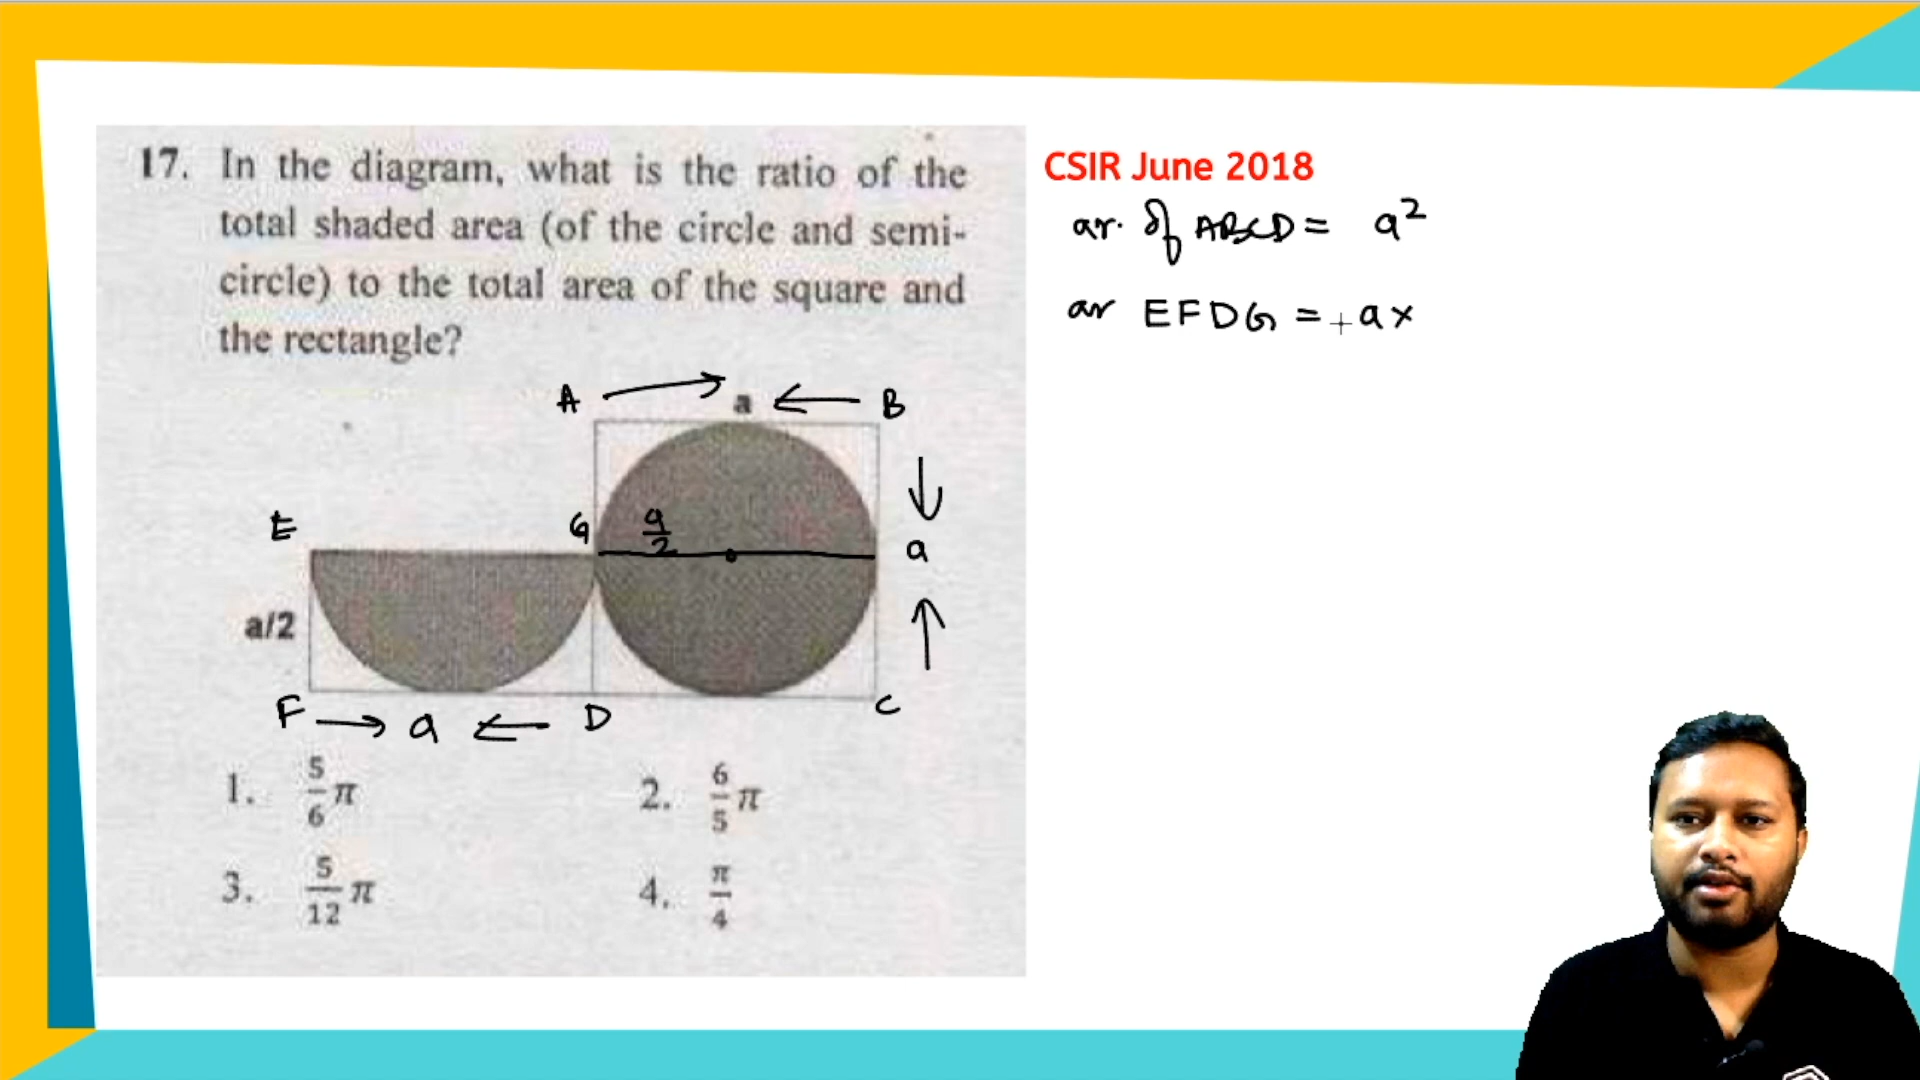 17. In the diagram, what is the ratio of the
total shaded area (of the circle and semi-
circle) to the total area of the square and
the rectangle?
CSIR June 2018
ar. of ABCD = a²
ar EFDG = ax
A a B
E G a/2 a
a/2
F a D C
1. 5/6 π 2. 6/5 π
3. 5/12 π 4. π/4